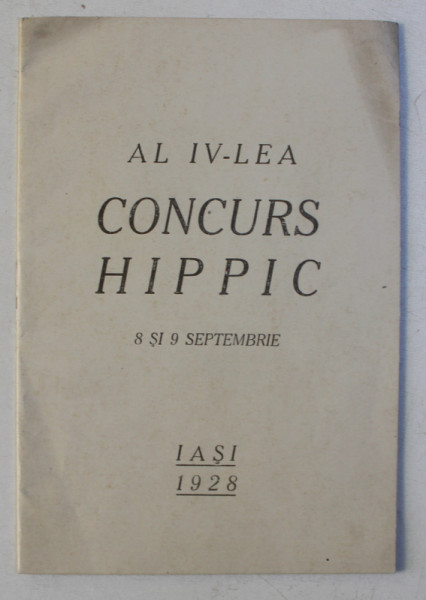 AL IV-LEA
CONCURS
HIPPIC
8 ȘI 9 SEPTEMBRIE
IAȘI
1928